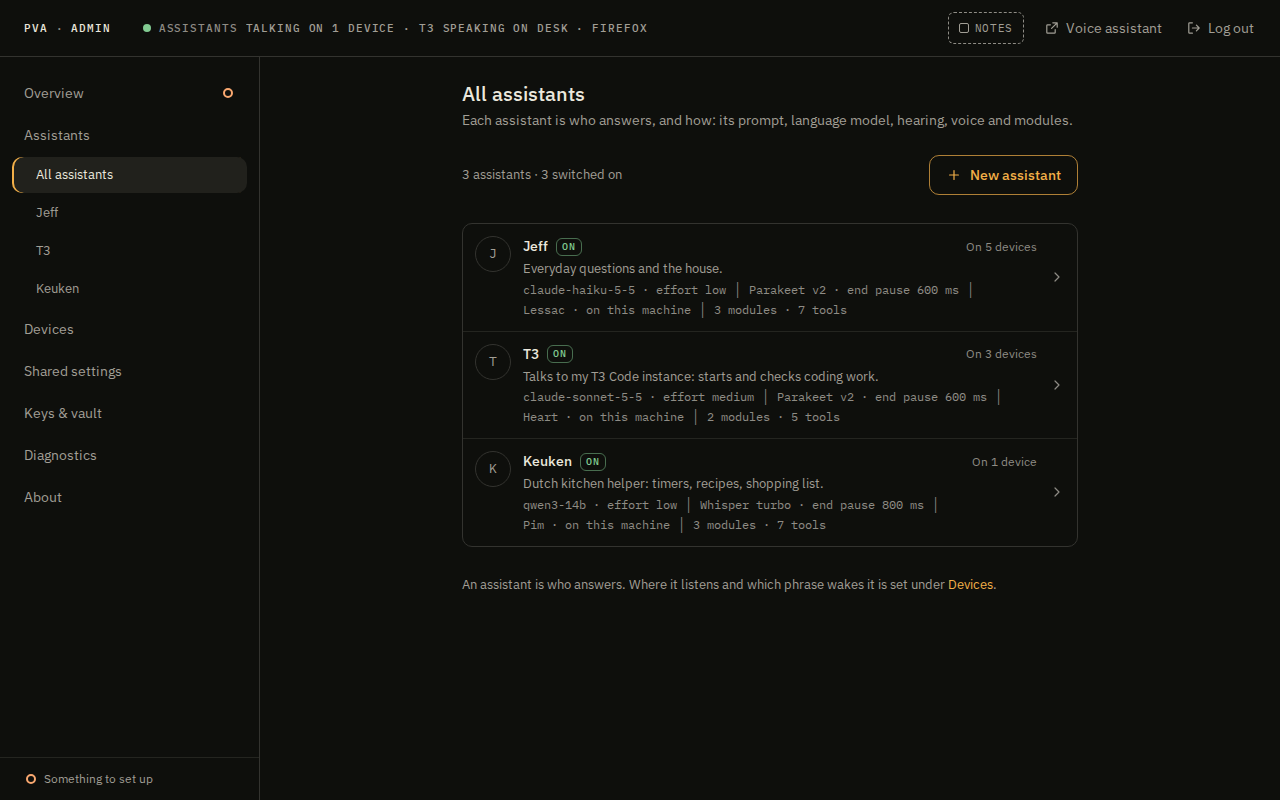 PVA · ADMIN
ASSISTANTS TALKING ON 1 DEVICE · T3 SPEAKING ON DESK · FIREFOX
NOTES
Voice assistant
Log out
Overview
Assistants
All assistants
Jeff
T3
Keuken
Devices
Shared settings
Keys & vault
Diagnostics
About
Something to set up
All assistants
Each assistant is who answers, and how: its prompt, language model, hearing, voice and modules.
3 assistants · 3 switched on
+ New assistant
J
Jeff ON
On 5 devices
Everyday questions and the house.
claude-haiku-5-5 · effort low │ Parakeet v2 · end pause 600 ms │
Lessac · on this machine │ 3 modules · 7 tools
T
T3 ON
On 3 devices
Talks to my T3 Code instance: starts and checks coding work.
claude-sonnet-5-5 · effort medium │ Parakeet v2 · end pause 600 ms │
Heart · on this machine │ 2 modules · 5 tools
K
Keuken ON
On 1 device
Dutch kitchen helper: timers, recipes, shopping list.
qwen3-14b · effort low │ Whisper turbo · end pause 800 ms │
Pim · on this machine │ 3 modules · 7 tools
An assistant is who answers. Where it listens and which phrase wakes it is set under Devices.